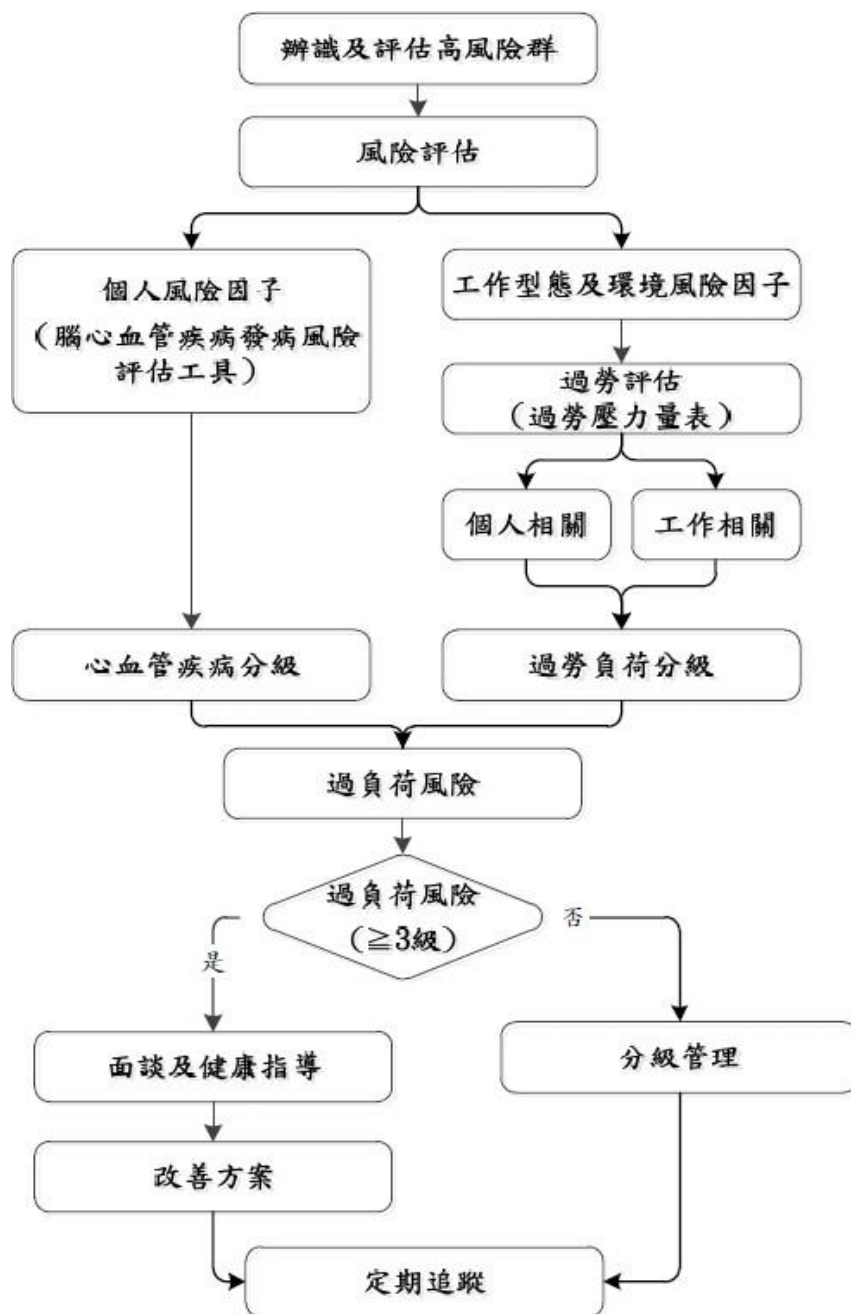 辦識及評估高風險群
風險評估
個人風險因子
（腦心血管疾病發病風險
評估工具）
工作型態及環境風險因子
過勞評估
（過勞壓力量表）
個人相關
工作相關
心血管疾病分級
過勞負荷分級
過負荷風險
過負荷風險
（≧3級）
是
否
面談及健康指導
分級管理
改善方案
定期追蹤